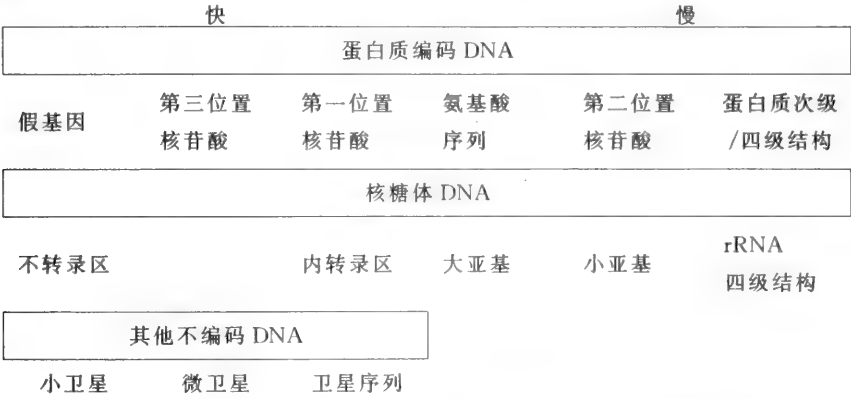 快 慢
蛋白质编码 DNA
假基因 第三位置核苷酸 第一位置核苷酸 氨基酸序列 第二位置核苷酸 蛋白质次级/四级结构
核糖体 DNA
不转录区 内转录区 大亚基 小亚基 rRNA四级结构
其他不编码 DNA
小卫星 微卫星 卫星序列